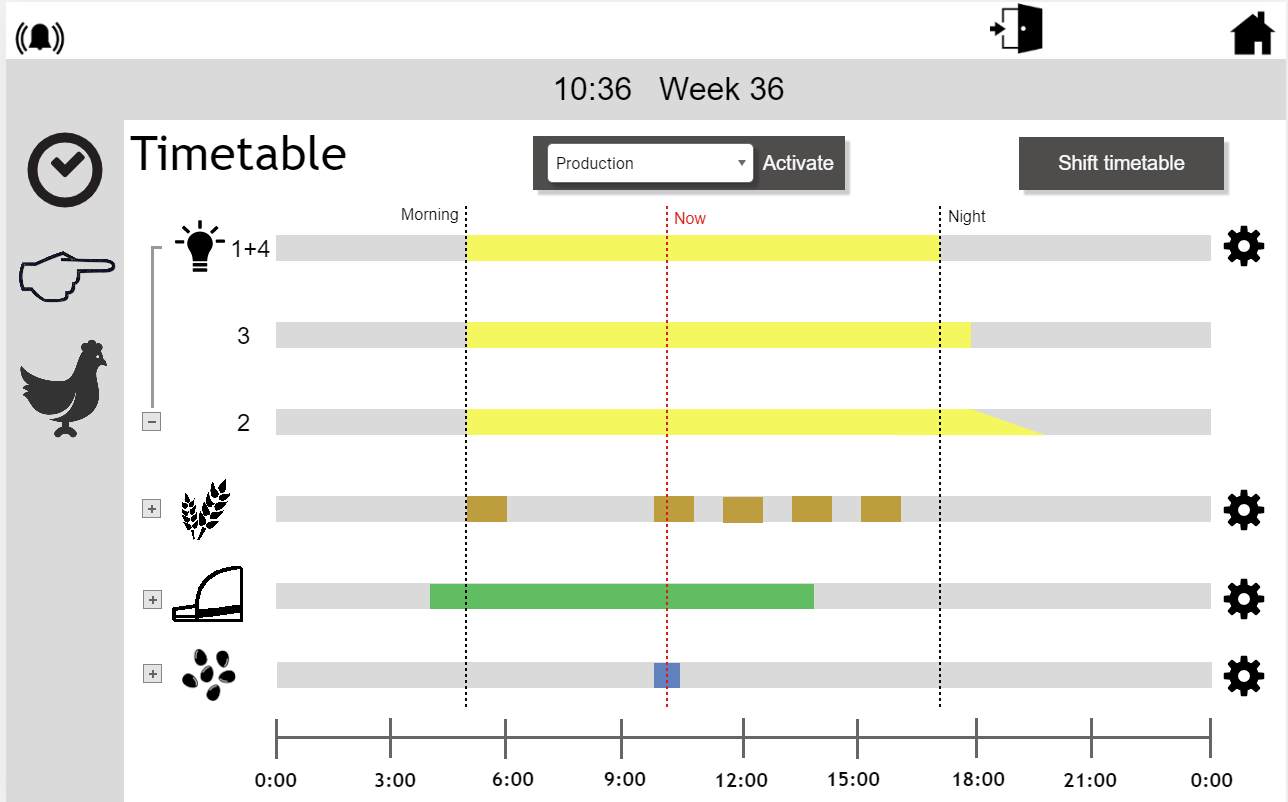 10:36 Week 36
Timetable
Production
Activate
Shift timetable
Morning
Now
Night
1+4
3
2
0:00 3:00 6:00 9:00 12:00 15:00 18:00 21:00 0:00